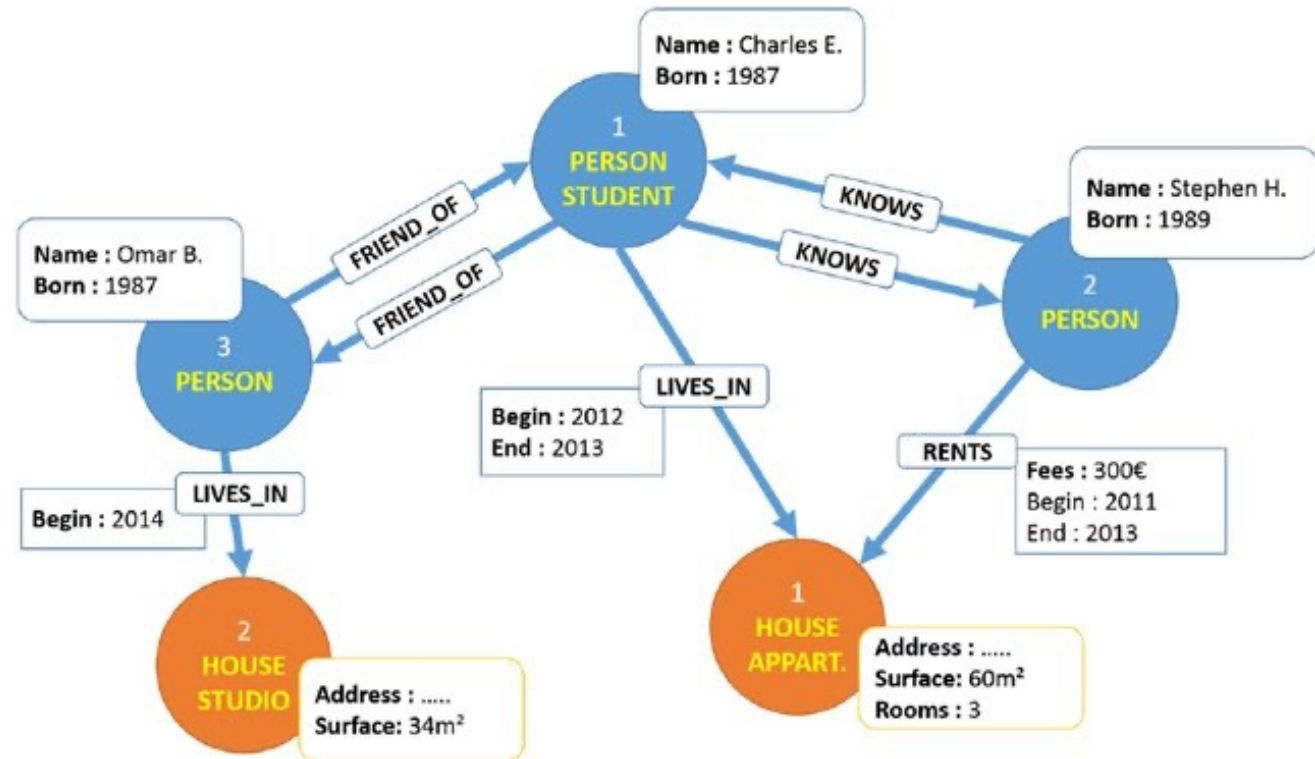 Name : Charles E.
Born : 1987
1
PERSON
STUDENT
Name : Stephen H.
Born : 1989
2
PERSON
KNOWS
KNOWS
Name : Omar B.
Born : 1987
3
PERSON
FRIEND_OF
FRIEND_OF
LIVES_IN
Begin : 2012
End : 2013
RENTS
Fees : 300€
Begin : 2011
End : 2013
LIVES_IN
Begin : 2014
2
HOUSE
STUDIO
Address : .....
Surface: 34m²
1
HOUSE
APPART.
Address : .....
Surface: 60m²
Rooms : 3